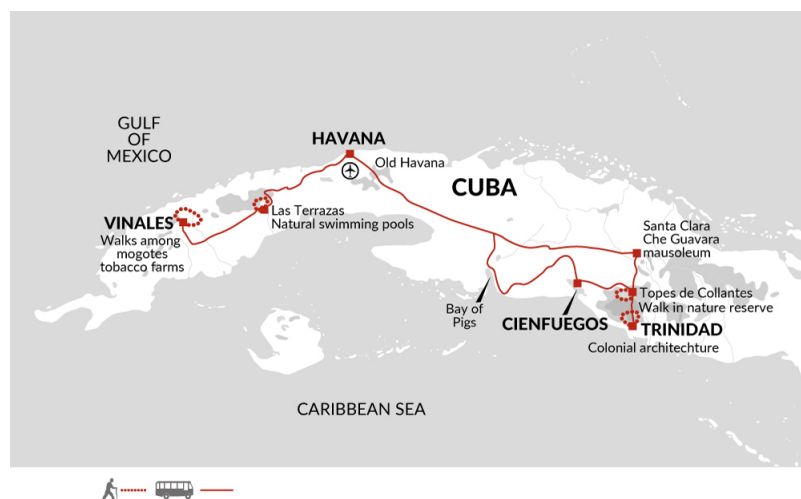 GULF
OF
MEXICO
HAVANA
Old Havana
CUBA
VINALES
Walks among
mogotes
tobacco farms
Las Terrazas
Natural swimming pools
Santa Clara
Che Guavara
mausoleum
Bay of
Pigs
CIENFUEGOS
Topes de Collantes
Walk in nature reserve
TRINIDAD
Colonial architechture
CARIBBEAN SEA